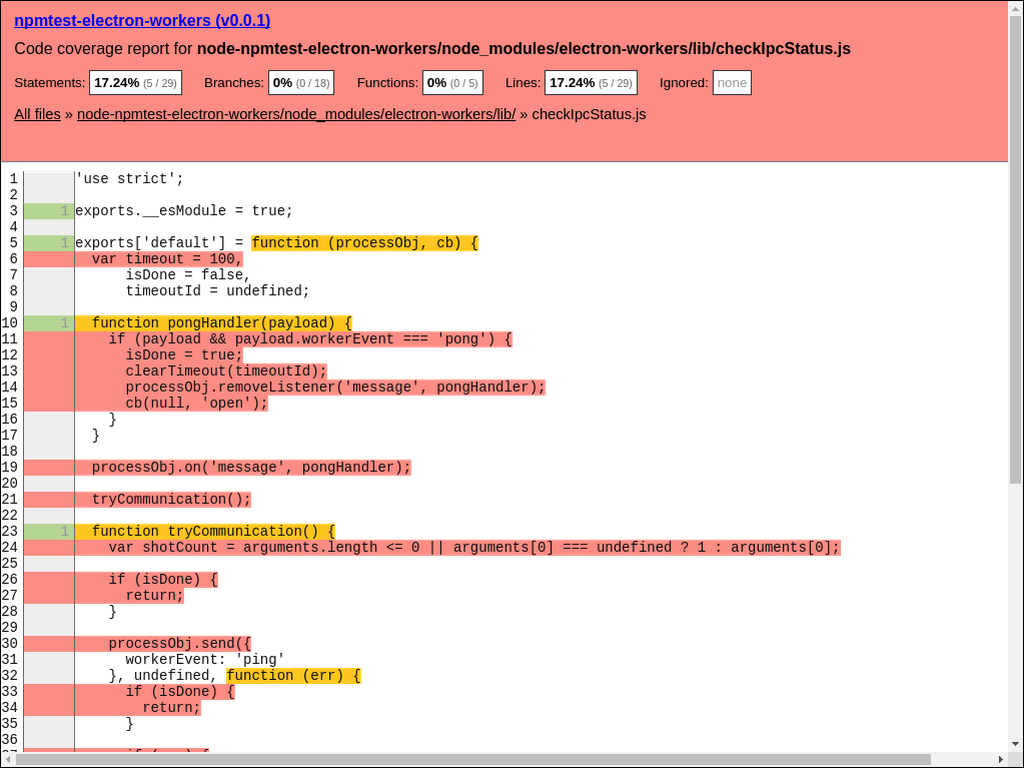 npmtest-electron-workers (v0.0.1)
Code coverage report for node-npmtest-electron-workers/node_modules/electron-workers/lib/checkIpcStatus.js
Statements: 17.24% (5 / 29) Branches: 0% (0 / 18) Functions: 0% (0 / 5) Lines: 17.24% (5 / 29) Ignored: none
All files » node-npmtest-electron-workers/node_modules/electron-workers/lib/ » checkIpcStatus.js
1 'use strict';
2
3 1 exports.__esModule = true;
4
5 1 exports['default'] = function (processObj, cb) {
6   var timeout = 100,
7       isDone = false,
8       timeoutId = undefined;
9
10 1   function pongHandler(payload) {
11     if (payload && payload.workerEvent === 'pong') {
12       isDone = true;
13       clearTimeout(timeoutId);
14       processObj.removeListener('message', pongHandler);
15       cb(null, 'open');
16     }
17   }
18
19   processObj.on('message', pongHandler);
20
21   tryCommunication();
22
23 1   function tryCommunication() {
24     var shotCount = arguments.length <= 0 || arguments[0] === undefined ? 1 : arguments[0];
25
26     if (isDone) {
27       return;
28     }
29
30     processObj.send({
31       workerEvent: 'ping'
32     }, undefined, function (err) {
33       if (isDone) {
34         return;
35       }
36